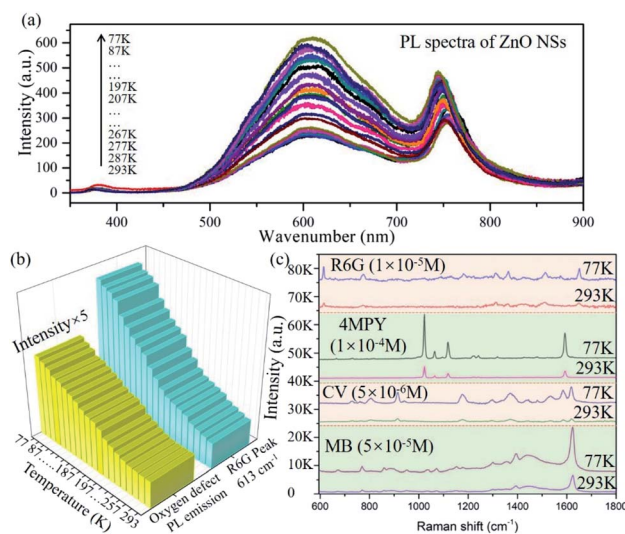 (a)
PL spectra of ZnO NSs
77K
87K
...
...
197K
207K
...
...
267K
277K
287K
293K
Intensity (a.u.)
600
500
400
300
200
100
0
400 500 600 700 800 900
Wavenumber (nm)
(b)
Intensity×5
77
87
.....
187
197
....
257
293
Temperature (K)
Oxygen defect
PL emission
R6G Peak
613 cm⁻¹
(c)
Intensity (a.u.)
80K
70K
60K
50K
40K
30K
20K
10K
0
R6G (1×10⁻⁵M)
77K
293K
4MPY
(1×10⁻⁴M)
77K
293K
CV (5×10⁻⁶M)
77K
293K
MB (5×10⁻⁵M)
77K
293K
600 800 1000 1200 1400 1600 1800
Raman shift (cm⁻¹)